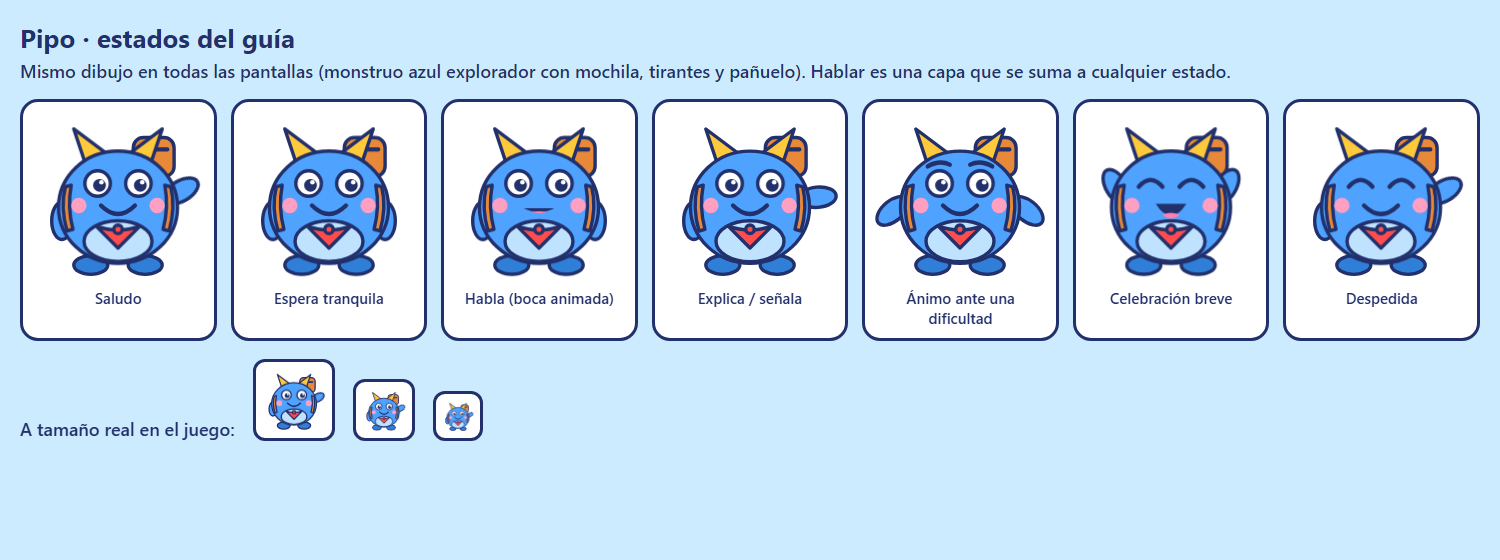 Pipo · estados del guía
Mismo dibujo en todas las pantallas (monstruo azul explorador con mochila, tirantes y pañuelo). Hablar es una capa que se suma a cualquier estado.
Saludo
Espera tranquila
Habla (boca animada)
Explica / señala
Ánimo ante una
dificultad
Celebración breve
Despedida
A tamaño real en el juego: